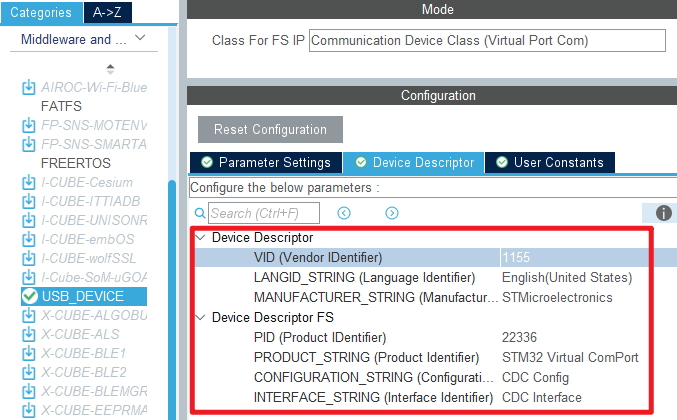 Categories A->Z
Middleware and ...
AIROC-Wi-Fi-Blue
FATFS
FP-SNS-MOTENV
FP-SNS-SMARTA
FREERTOS
I-CUBE-Cesium
I-CUBE-ITTIADB
I-CUBE-UNISONR
I-CUBE-embOS
I-CUBE-wolfSSL
I-Cube-SoM-uGOA
USB_DEVICE
X-CUBE-ALGOBU
X-CUBE-ALS
X-CUBE-BLE1
X-CUBE-BLE2
X-CUBE-BLEMGR
X-CUBE-EEPRMA
Mode
Class For FS IP Communication Device Class (Virtual Port Com)
Configuration
Reset Configuration
Parameter Settings Device Descriptor User Constants
Configure the below parameters :
Search (Ctrl+F)
Device Descriptor
VID (Vendor IDentifier) 1155
LANGID_STRING (Language Identifier) English(United States)
MANUFACTURER_STRING (Manufactur... STMicroelectronics
Device Descriptor FS
PID (Product IDentifier) 22336
PRODUCT_STRING (Product Identifier) STM32 Virtual ComPort
CONFIGURATION_STRING (Configurati... CDC Config
INTERFACE_STRING (Interface Identifier) CDC Interface